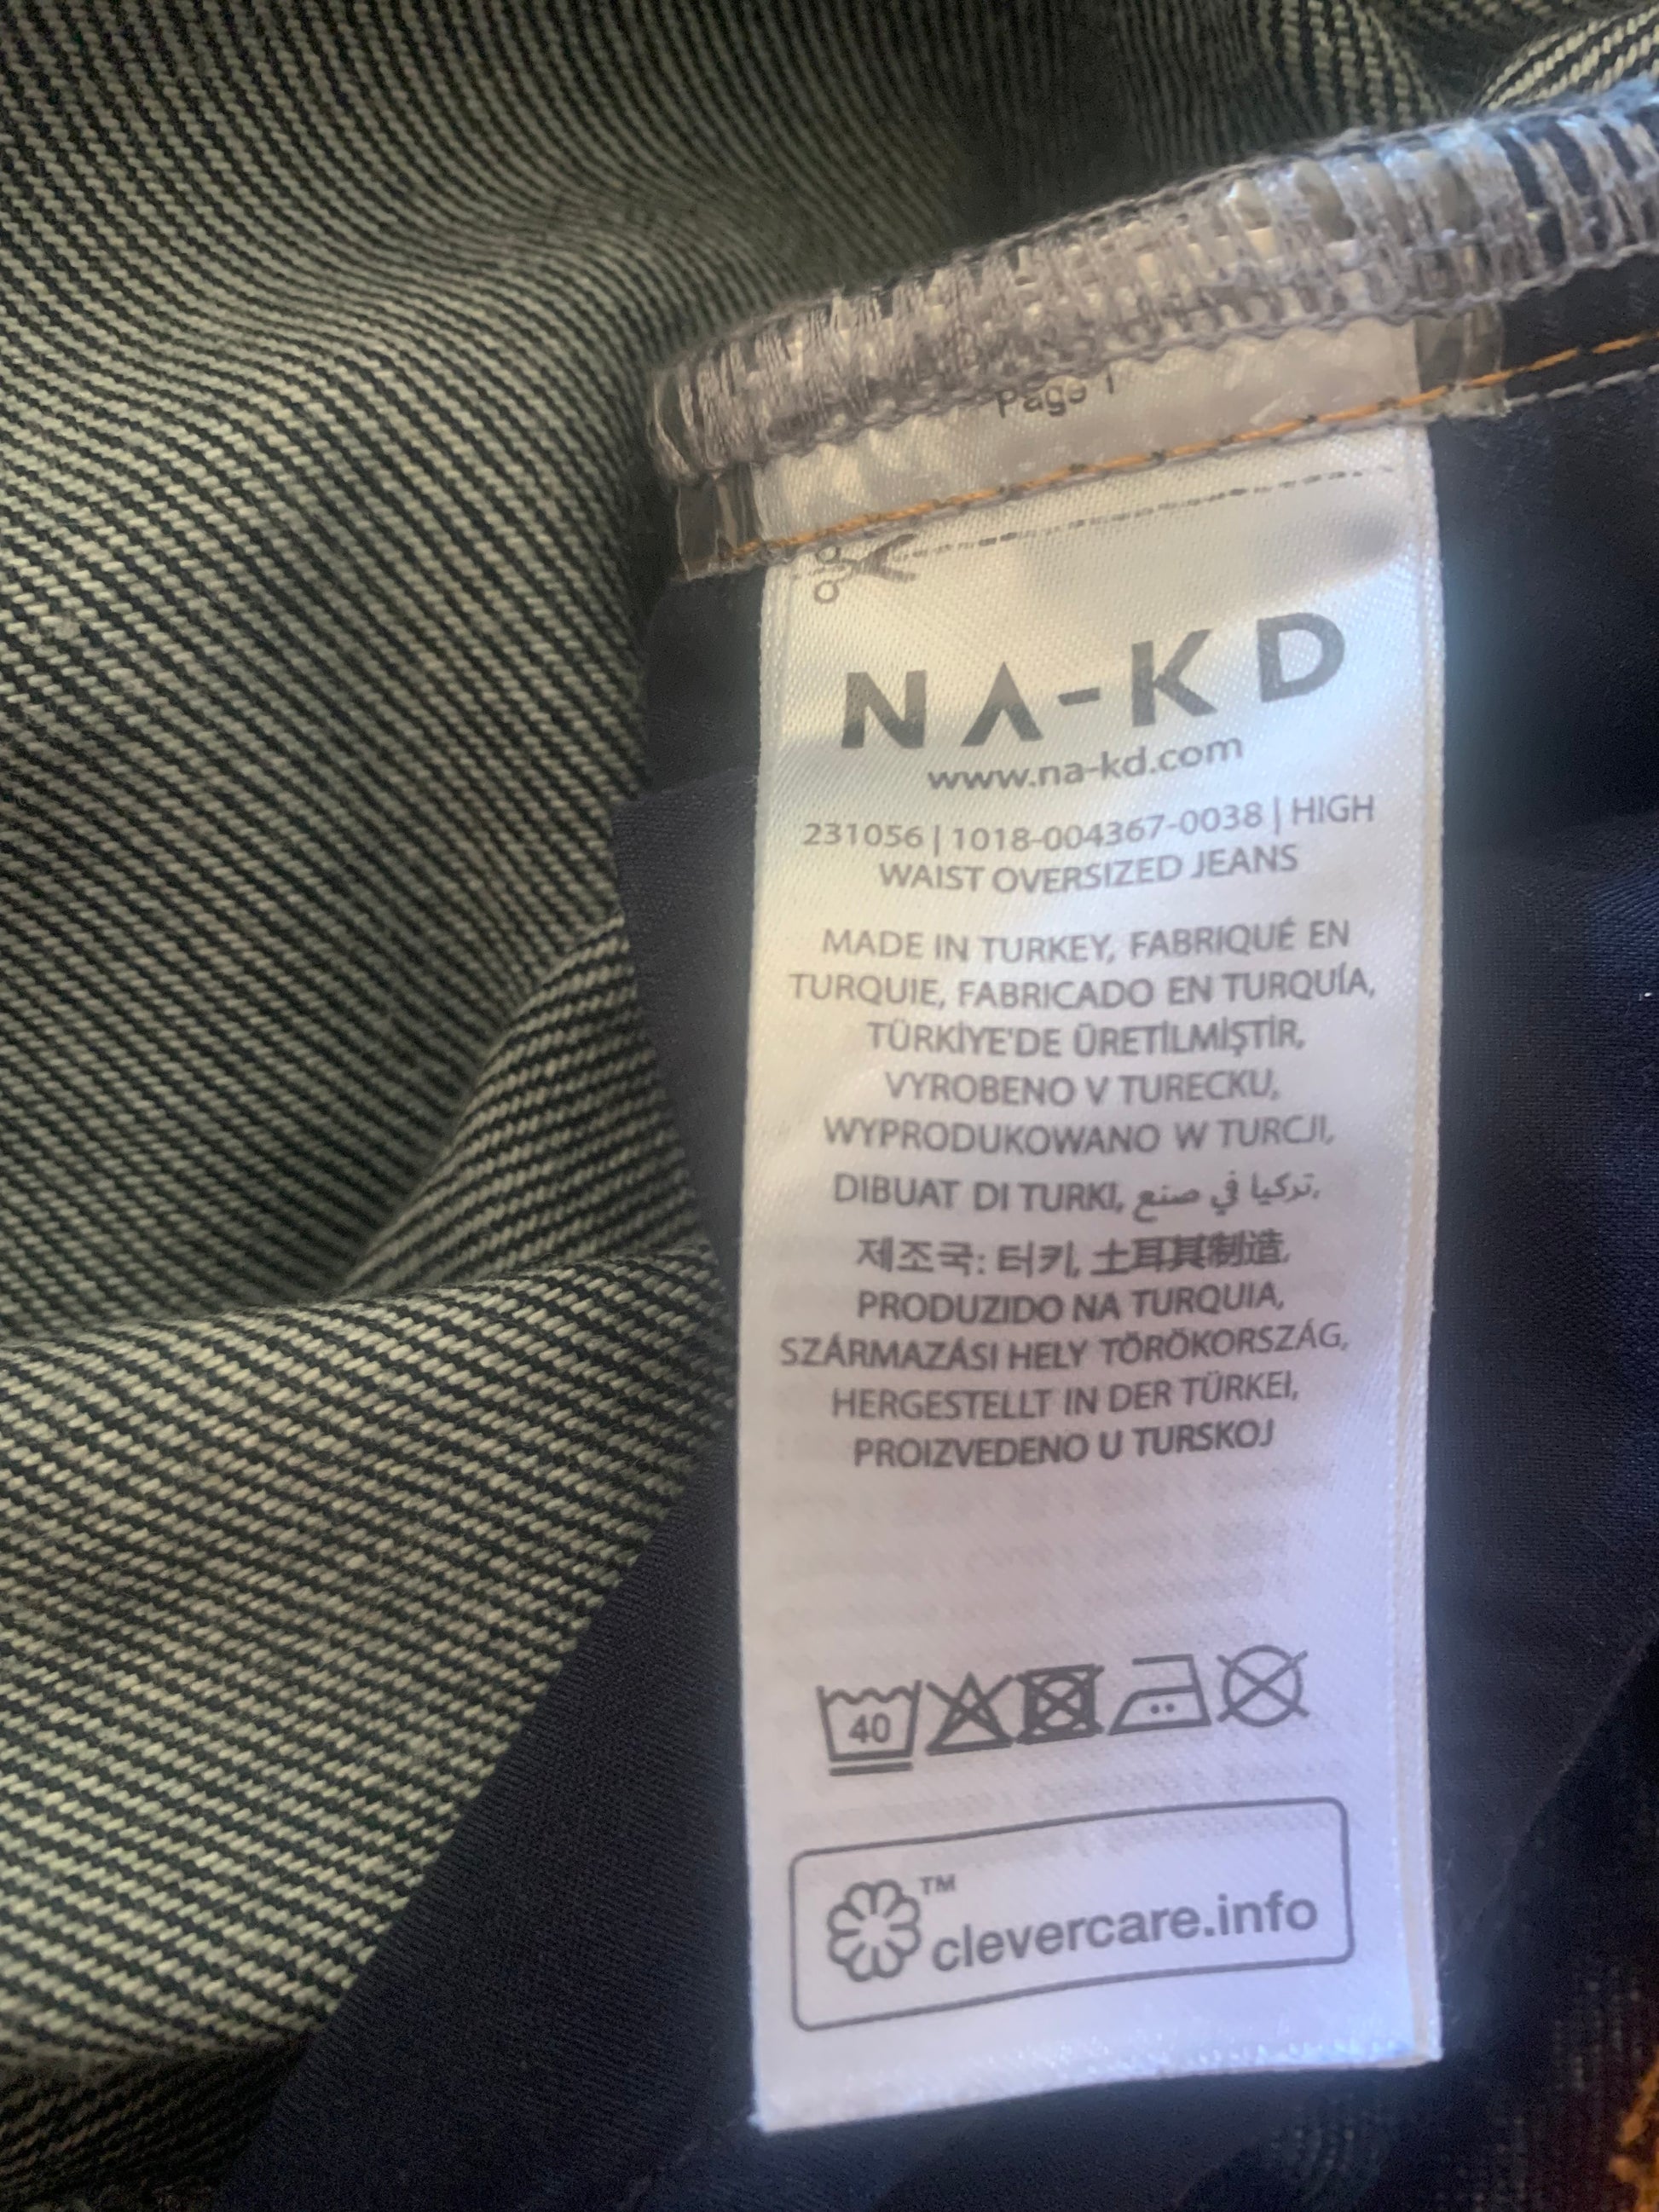 Page 1
NA-KD
www.na-kd.com
231056 | 1018-004367-0038 | HIGH
WAIST OVERSIZED JEANS
MADE IN TURKEY, FABRIQUÉ EN
TURQUIE, FABRICADO EN TURQUÍA,
TÜRKİYE'DE ÜRETİLMİŞTİR,
VYROBENO V TURECKU,
WYPRODUKOWANO W TURCJI,
DIBUAT DI TURKI, تركيا في صنع,
제조국: 터키, 土耳其制造,
PRODUZIDO NA TURQUIA,
SZÁRMAZÁSI HELY TÖRÖKORSZÁG,
HERGESTELLT IN DER TÜRKEI,
PROIZVEDENO U TURSKOJ
40
™
clevercare.info